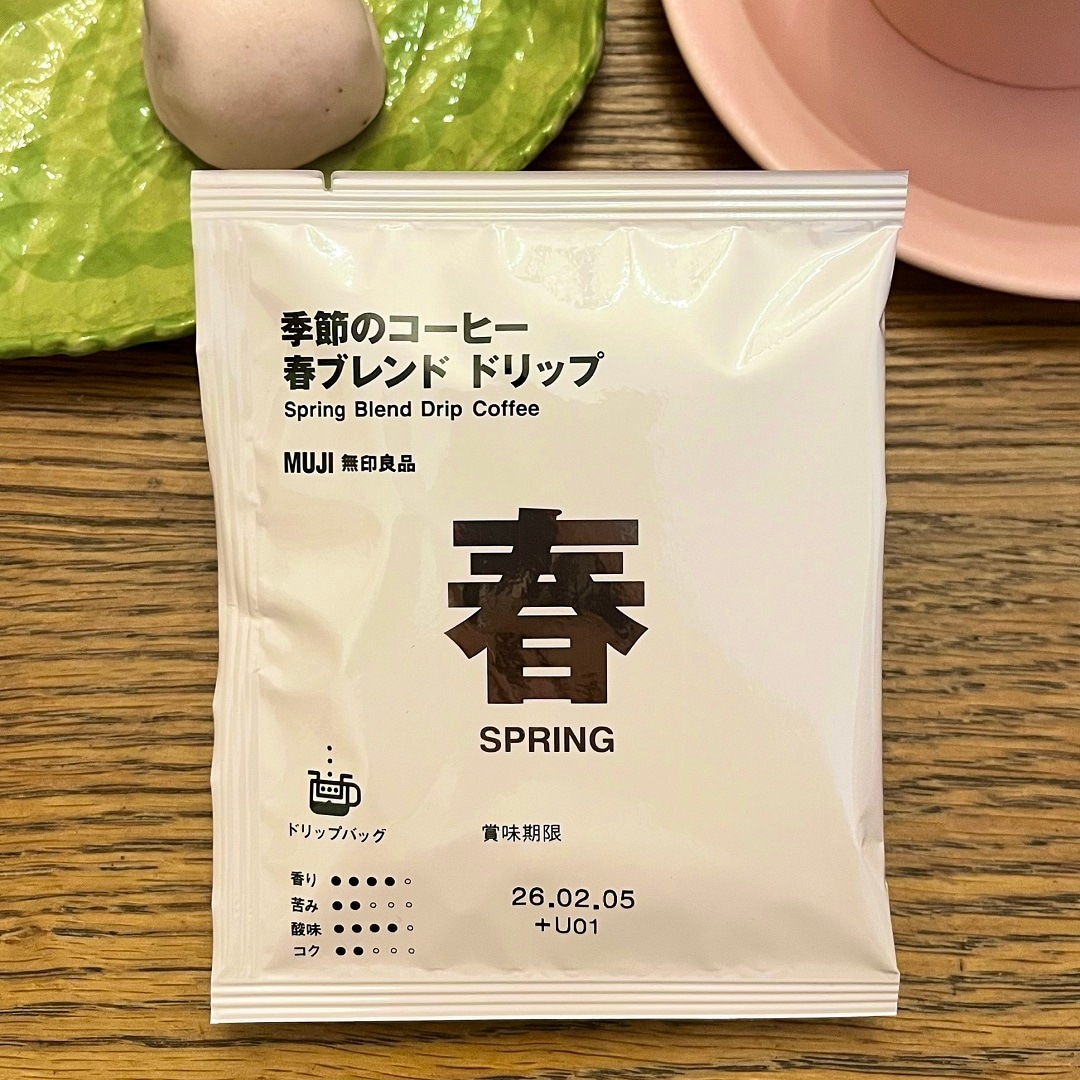 季節のコーヒー
春ブレンド ドリップ
Spring Blend Drip Coffee
MUJI 無印良品
春
SPRING
ドリップバッグ
賞味期限
26.02.05
+U01
香り ●●●●○
苦み ●●○○○
酸味 ●●●●○
コク ●●○○○